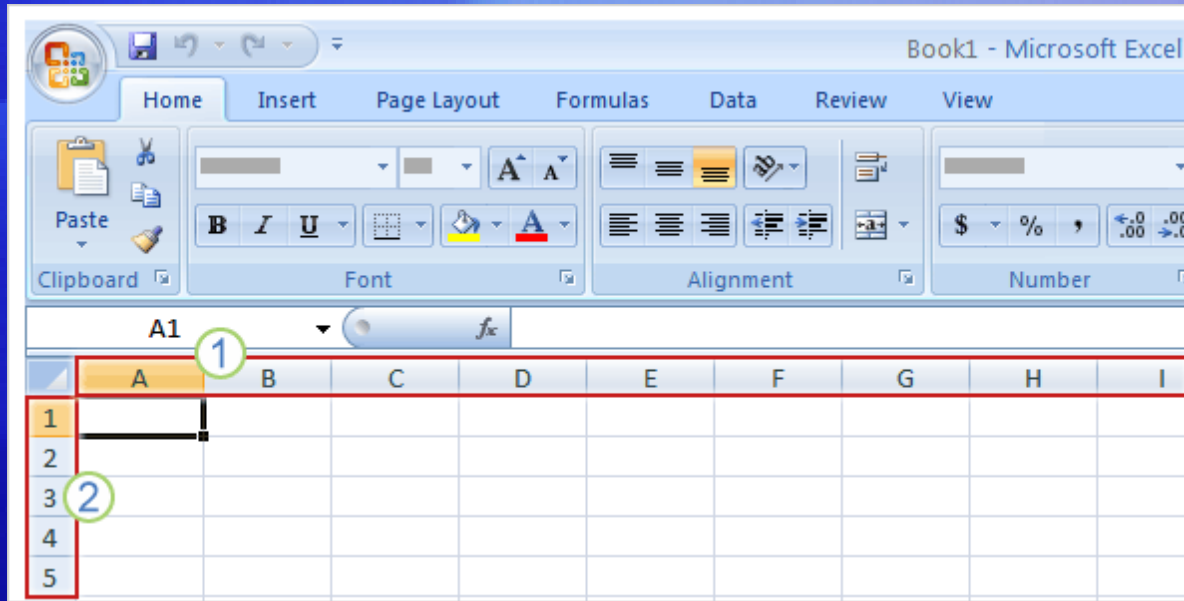 Book1 - Microsoft Excel
Home Insert Page Layout Formulas Data Review View
A A
Paste B I U A $ % , .0 .00 .00
Clipboard Font Alignment Number
A1 fx
1
A B C D E F G H I
1
2
3 2
4
5